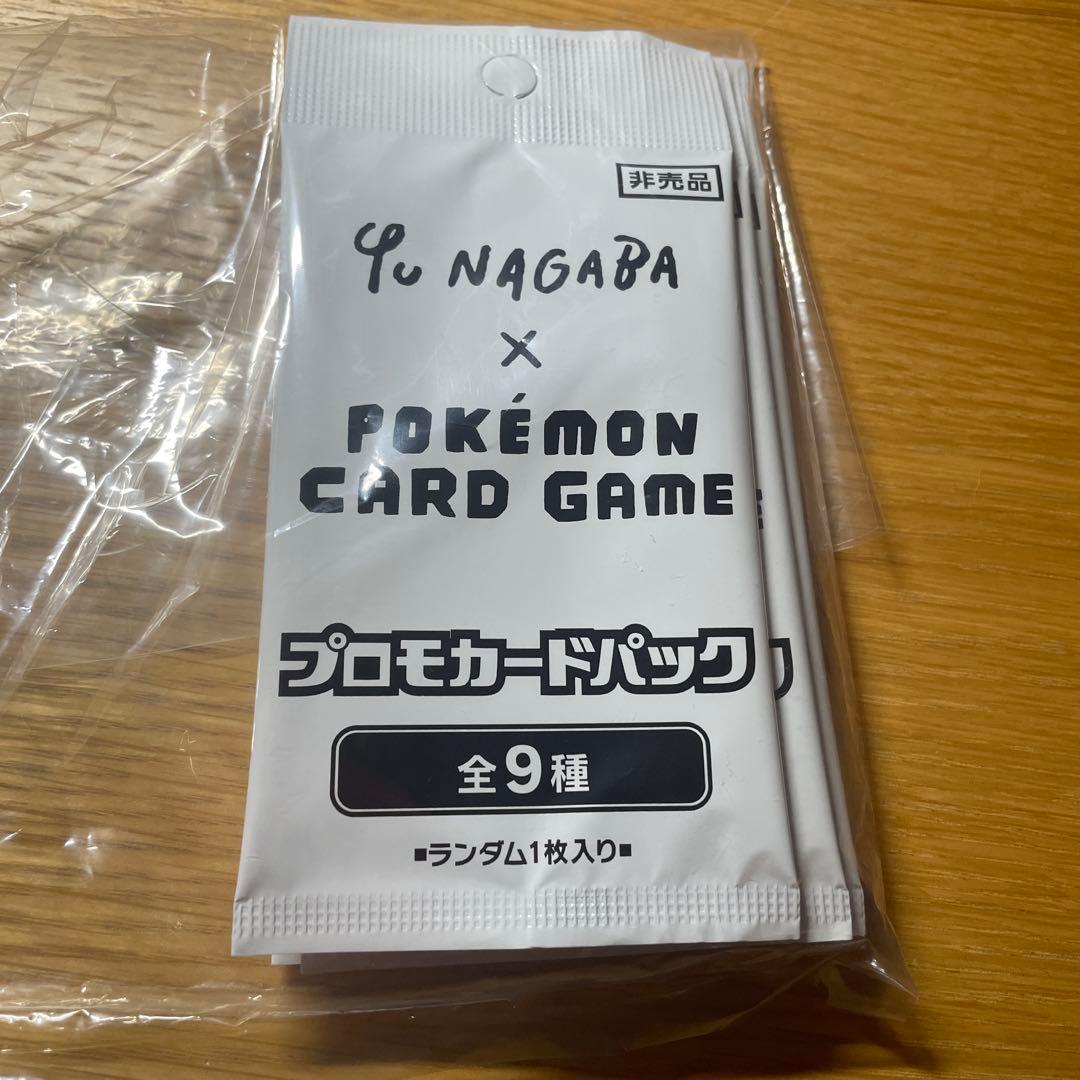 非売品
Yu NAGABA
×
POKÉMON
CARD GAME
プロモカードパック
全9種
■ランダム1枚入り■